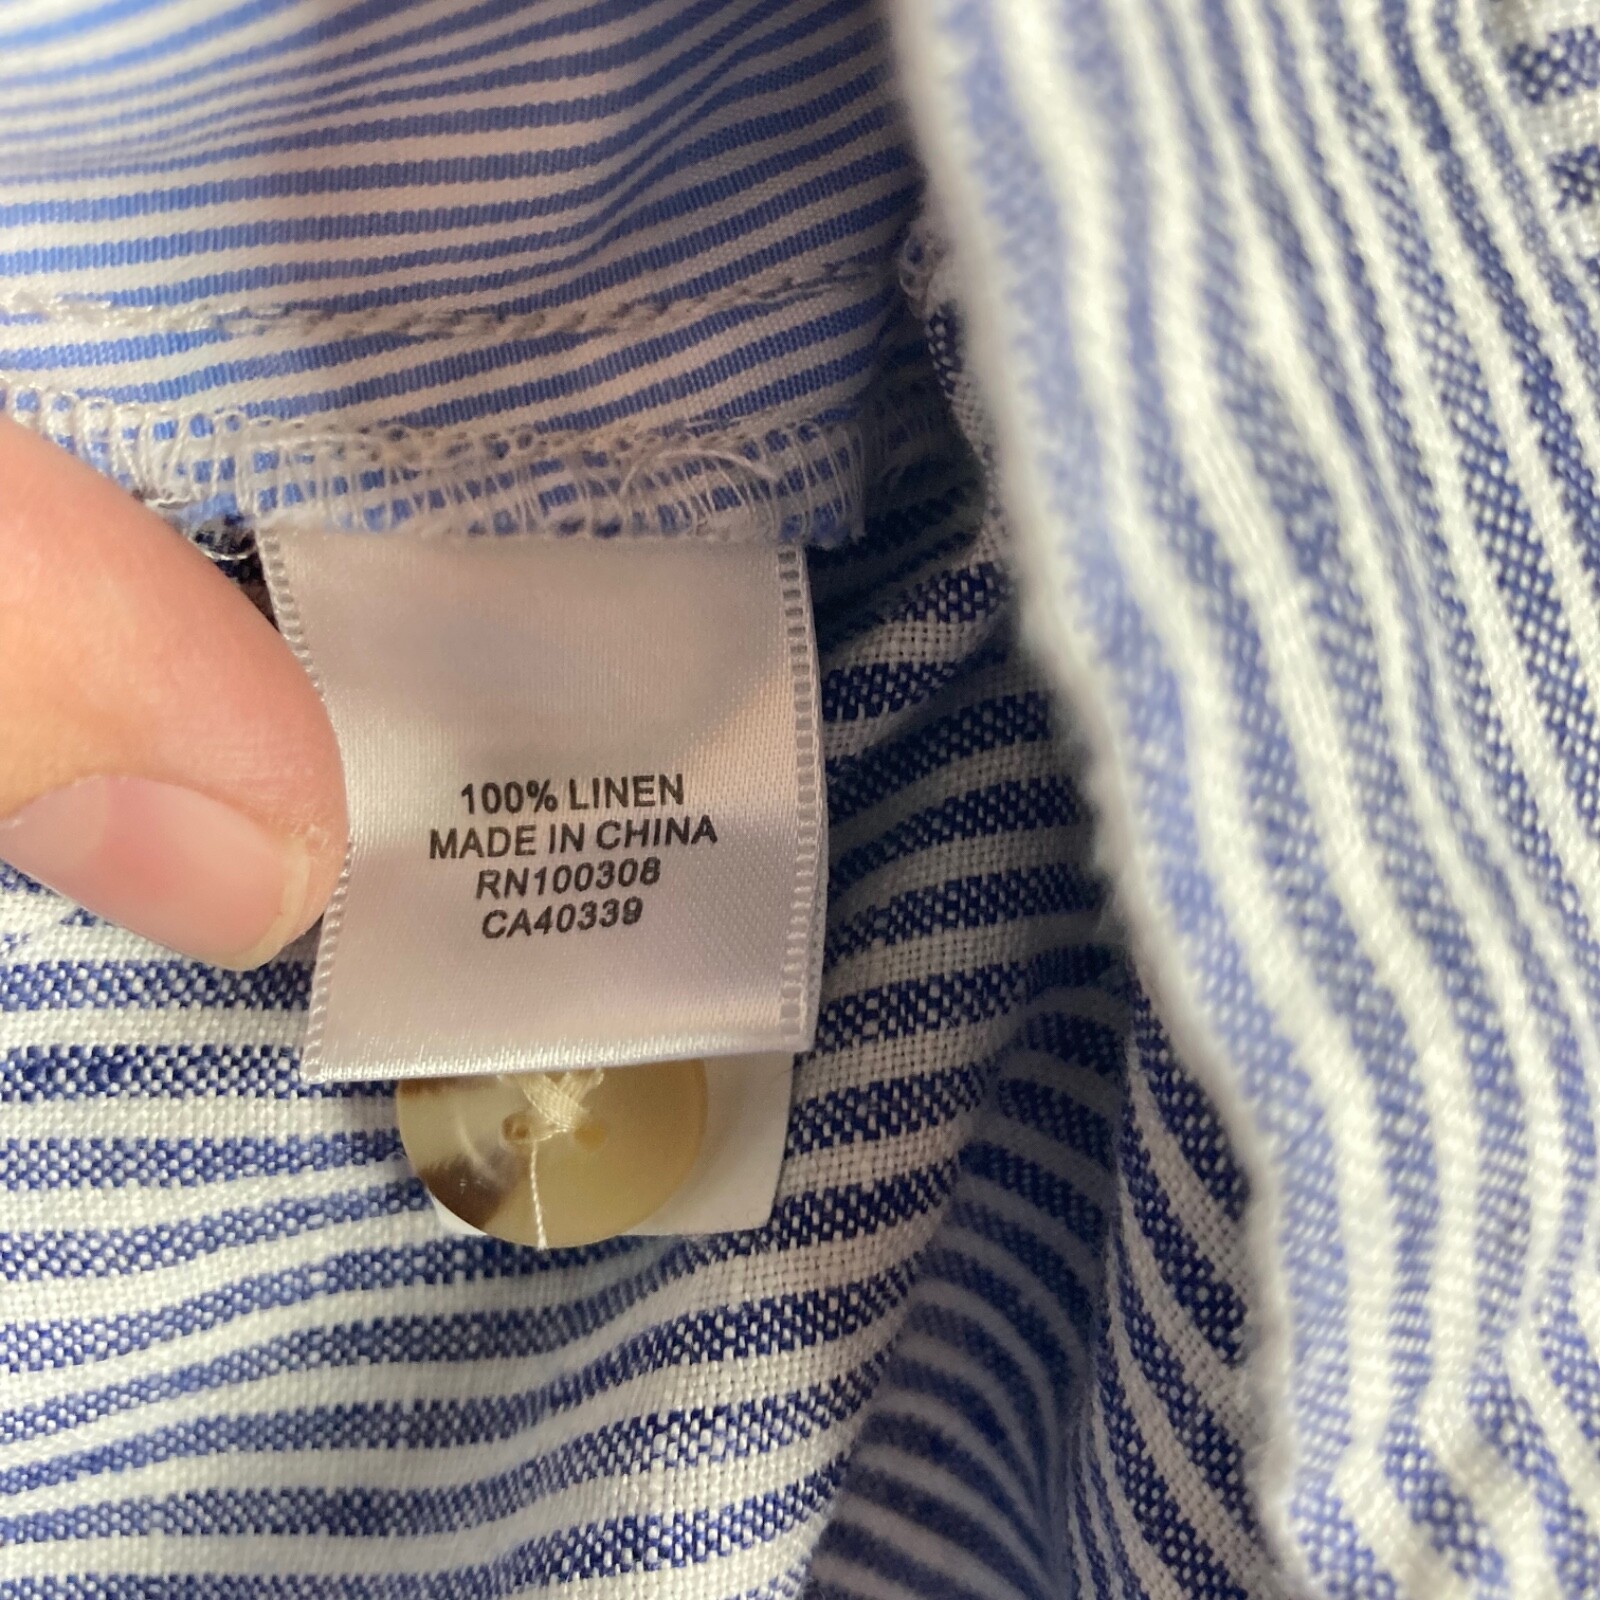 100% LINEN
MADE IN CHINA
RN100308
CA40339